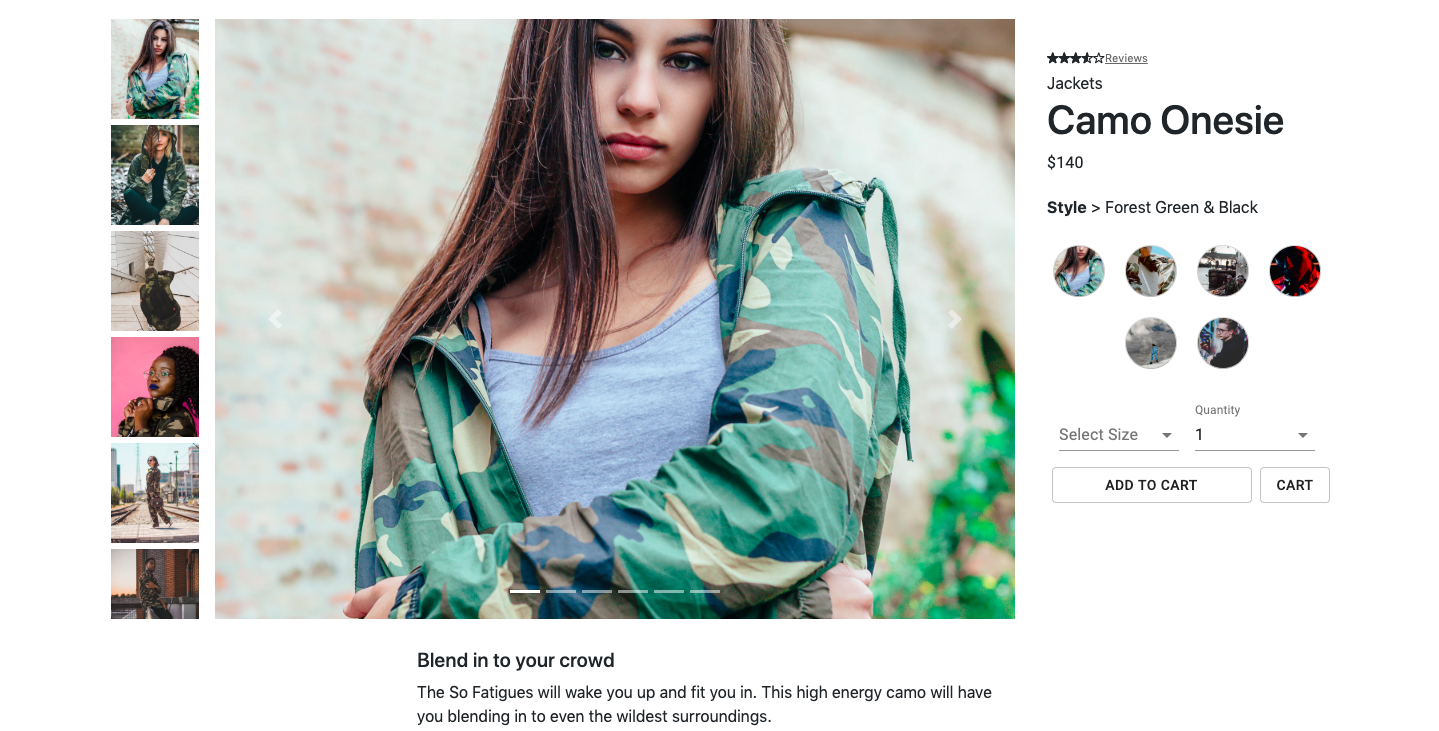 Reviews
Jackets
Camo Onesie
$140
Style > Forest Green & Black
Quantity
Select Size
1
ADD TO CART
CART
Blend in to your crowd
The So Fatigues will wake you up and fit you in. This high energy camo will have
you blending in to even the wildest surroundings.